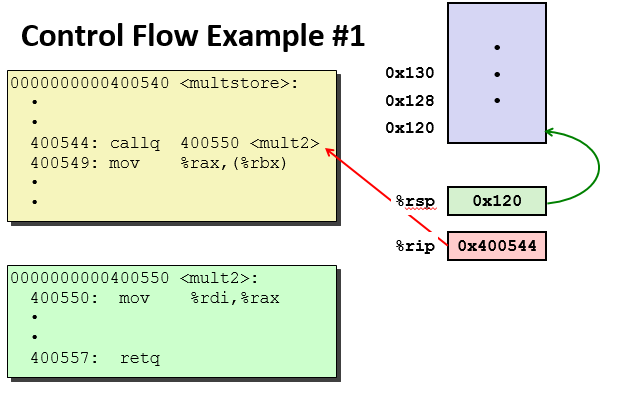 Control Flow Example #1
0000000000400540 <multstore>:
•
•
400544: callq 400550 <mult2>
400549: mov %rax,(%rbx)
•
•
0000000000400550 <mult2>:
400550: mov %rdi,%rax
•
•
400557: retq
•
0x130 •
0x128 •
0x120
%rsp 0x120
%rip 0x400544